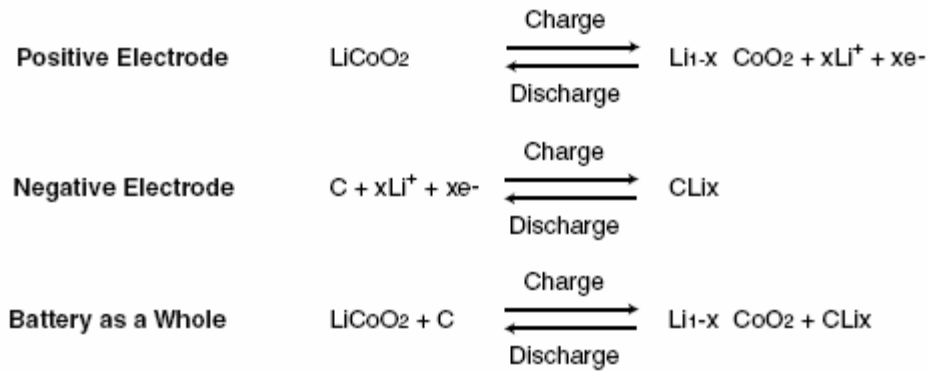 Charge
Positive Electrode LiCoO2 Li1-x CoO2 + xLi+ + xe-
Discharge
Charge
Negative Electrode C + xLi+ + xe- CLix
Discharge
Charge
Battery as a Whole LiCoO2 + C Li1-x CoO2 + CLix
Discharge